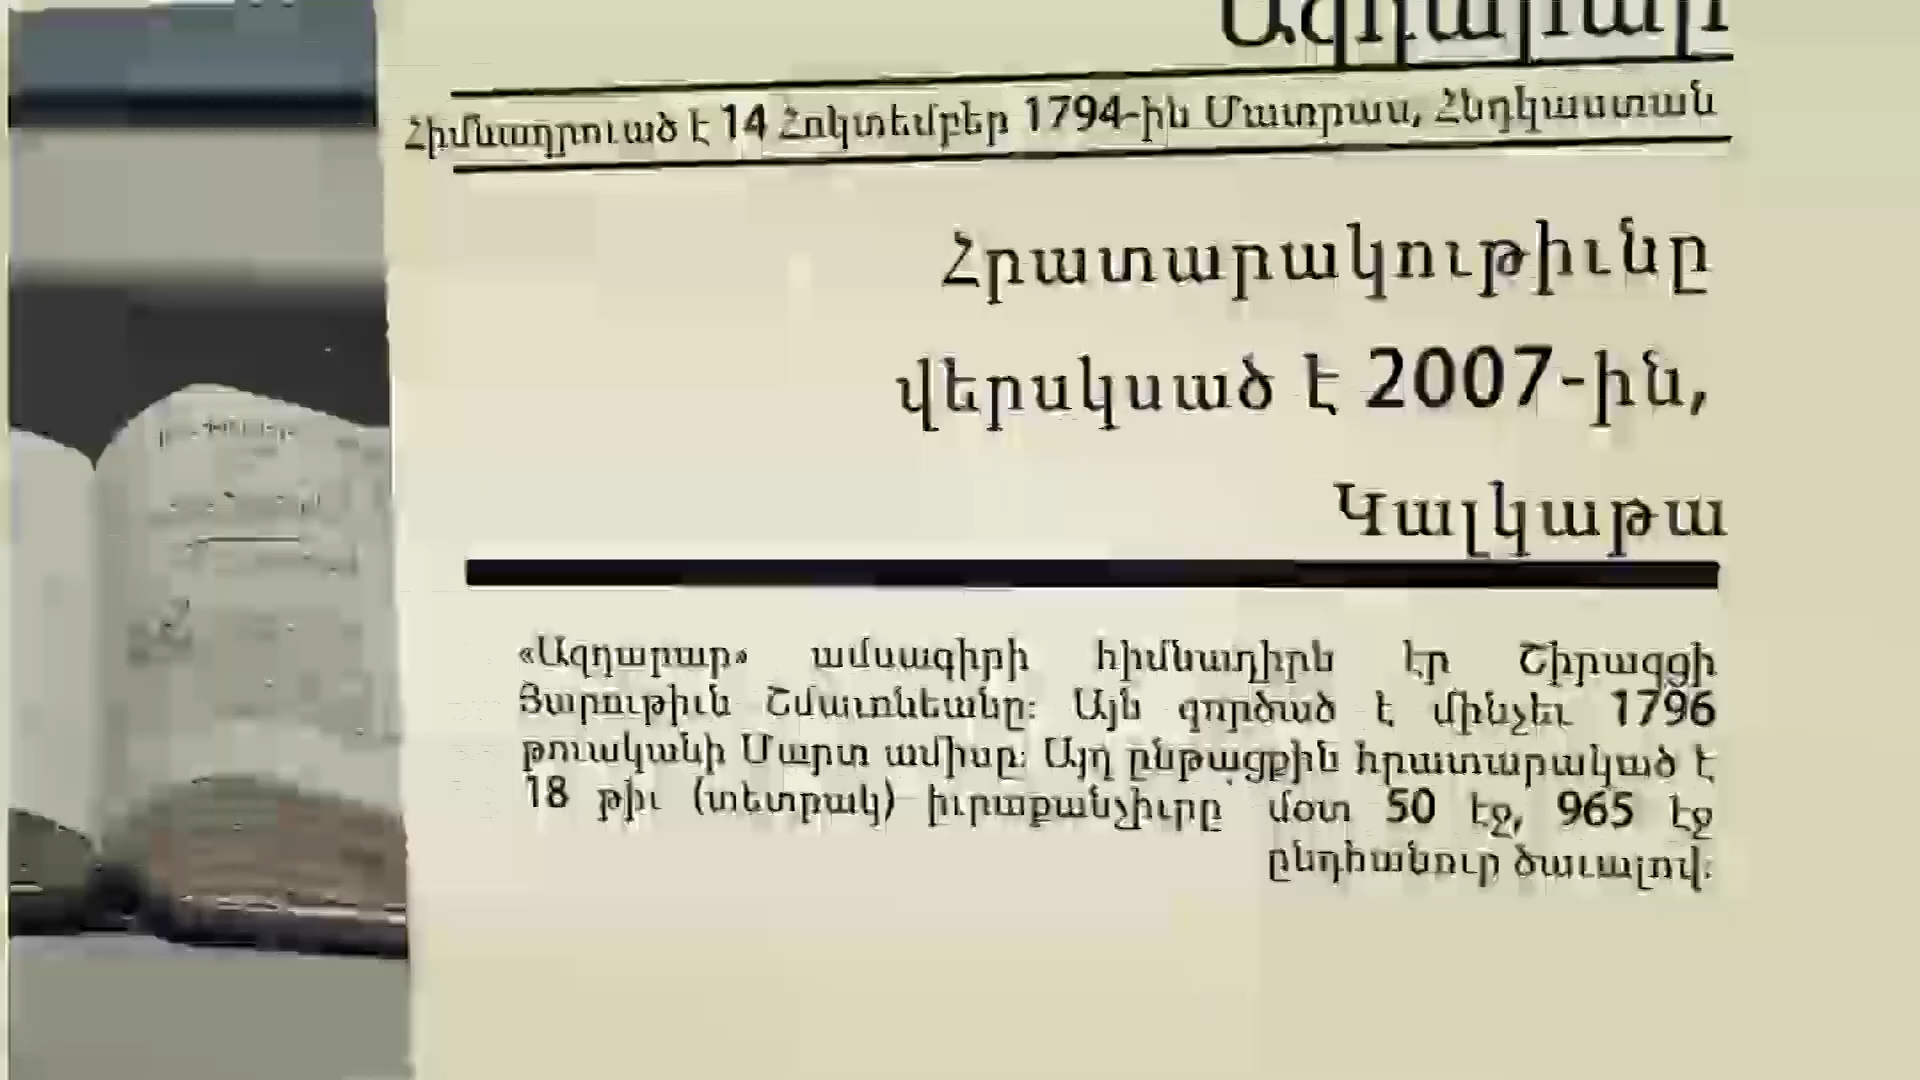 Ազդարար
Հիմնադրուած է 14 Հոկտեմբեր 1794-ին Մատրաս, Հնդկաստան
Հրատարակութիւնը
վերսկսած է 2007-ին,
Կալկաթա
«Ազդարար» ամսագիրի հիմնադիրն էր Շիրազցի
Յարութիւն Շմաւոնեանը։ Այն գործած է մինչեւ 1796
թուականի Մարտ ամիսը։ Այդ ընթացքին հրատարակած է
18 թիւ (տետրակ) իւրաքանչիւրը մօտ 50 էջ, 965 էջ
ընդհանուր ծաւալով։